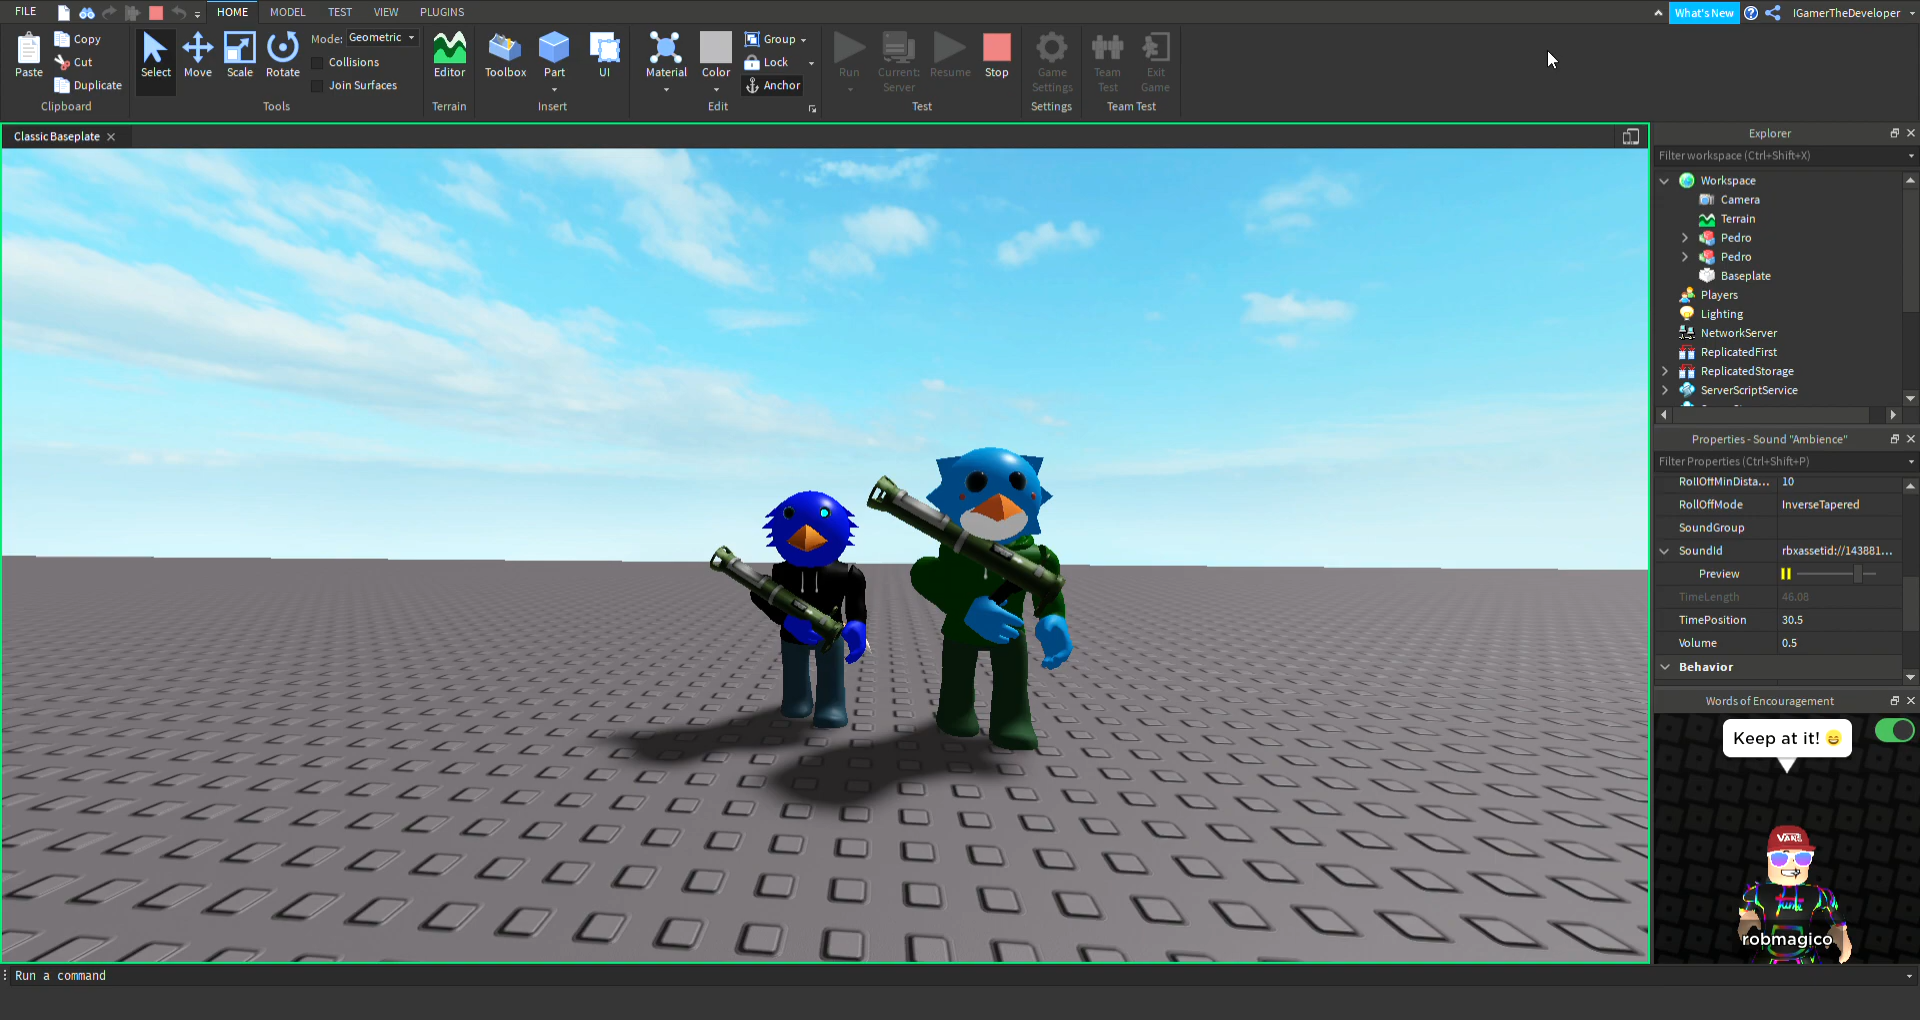 FILE HOME MODEL TEST VIEW PLUGINS What's New IGamerTheDeveloper
Paste
Copy
Cut
Duplicate
Clipboard
Select
Move
Scale
Rotate
Mode: Geometric
Collisions
Join Surfaces
Tools
Editor
Terrain
Toolbox
Part
UI
Insert
Material
Color
Group
Lock
Anchor
Edit
Run
Current: Server
Resume
Stop
Test
Game Settings
Settings
Team Test
Exit Game
Team Test
Classic Baseplate
Explorer
Filter workspace (Ctrl+Shift+X)
Workspace
Camera
Terrain
Pedro
Pedro
Baseplate
Players
Lighting
NetworkServer
ReplicatedFirst
ReplicatedStorage
ServerScriptService
Properties - Sound "Ambience"
Filter Properties (Ctrl+Shift+P)
RollOffMinDista... 10
RollOffMode InverseTapered
SoundGroup
SoundId rbxassetid://143881...
Preview
TimeLength 46.08
TimePosition 30.5
Volume 0.5
Behavior
Words of Encouragement
Keep at it! 😄
VANS
robmagico
Run a command